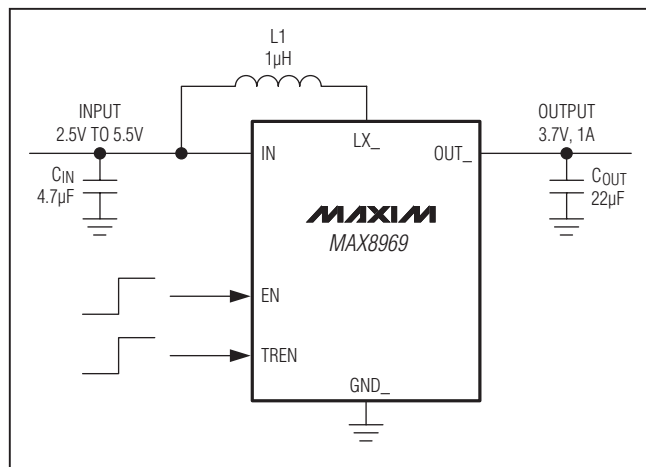 L1
1µH
INPUT
2.5V TO 5.5V
OUTPUT
3.7V, 1A
LX_
IN
OUT_
CIN
4.7µF
COUT
22µF
MAXIM
MAX8969
EN
TREN
GND_